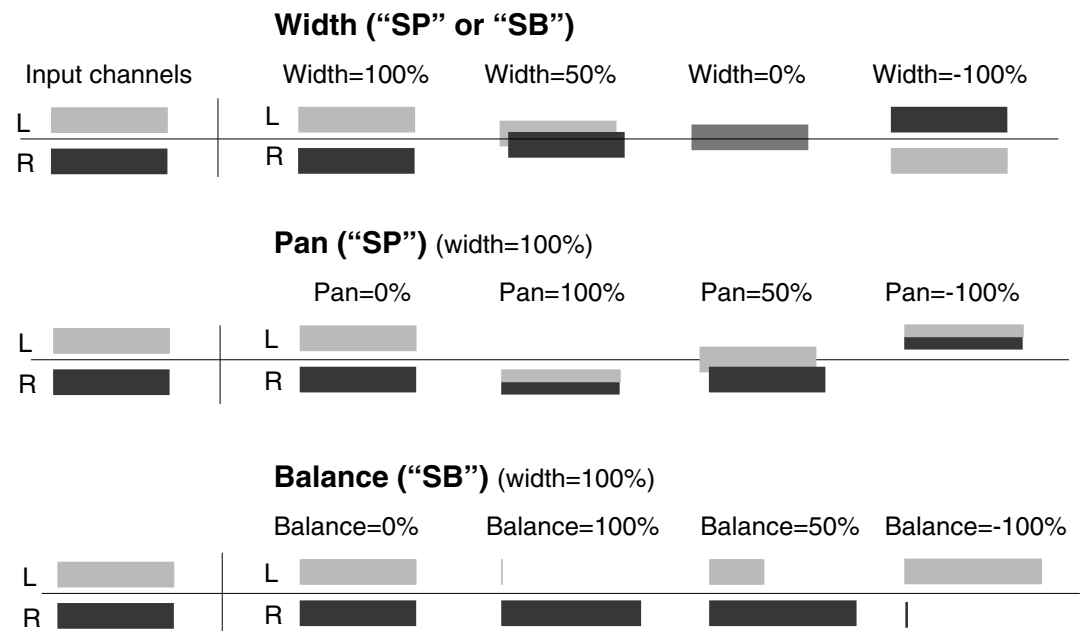 Width (“SP” or “SB”)
Input channels Width=100% Width=50% Width=0% Width=-100%
L L
R R
Pan (“SP”) (width=100%)
Pan=0% Pan=100% Pan=50% Pan=-100%
L L
R R
Balance (“SB”) (width=100%)
Balance=0% Balance=100% Balance=50% Balance=-100%
L L
R R